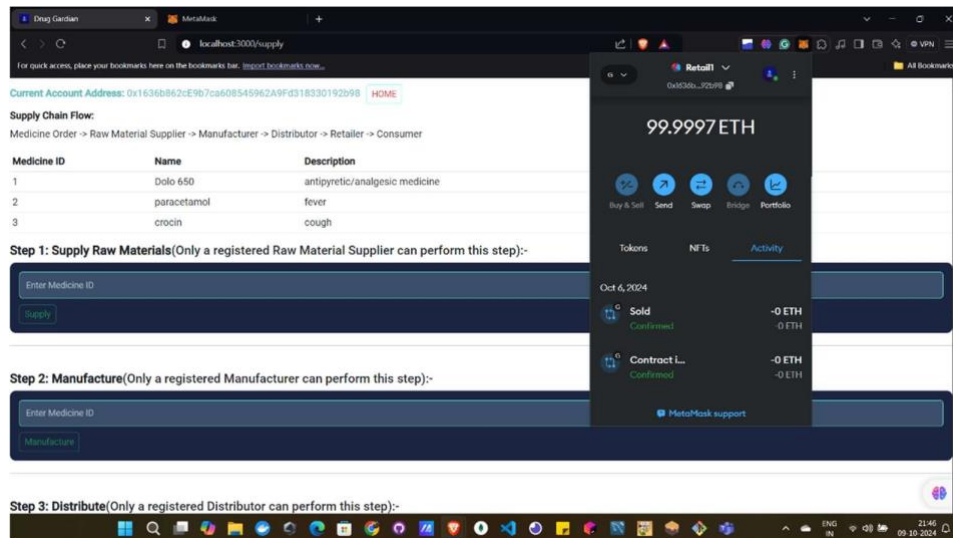 Drug Gardian
MetaMask
localhost:3000/supply
VPN
For quick access, place your bookmarks here on the bookmarks bar. Import bookmarks now...
All Bookmarks
Current Account Address: 0x1636b862cE9b7ca608545962A9Fd318330192b98 HOME
Supply Chain Flow:
Medicine Order -> Raw Material Supplier -> Manufacturer -> Distributor -> Retailer -> Consumer
Medicine ID Name Description
1 Dolo 650 antipyretic/analgesic medicine
2 paracetamol fever
3 crocin cough
Step 1: Supply Raw Materials(Only a registered Raw Material Supplier can perform this step):-
Enter Medicine ID
Supply
Step 2: Manufacture(Only a registered Manufacturer can perform this step):-
Enter Medicine ID
Manufacture
Step 3: Distribute(Only a registered Distributor can perform this step):-
G
Retail1
0x1636b...92b98
99.9997 ETH
Buy & Sell Send Swap Bridge Portfolio
Tokens NFTs Activity
Oct 6, 2024
G Sold -0 ETH
Confirmed -0 ETH
G Contract i... -0 ETH
Confirmed -0 ETH
MetaMask support
ENG 21:46
IN 09-10-2024